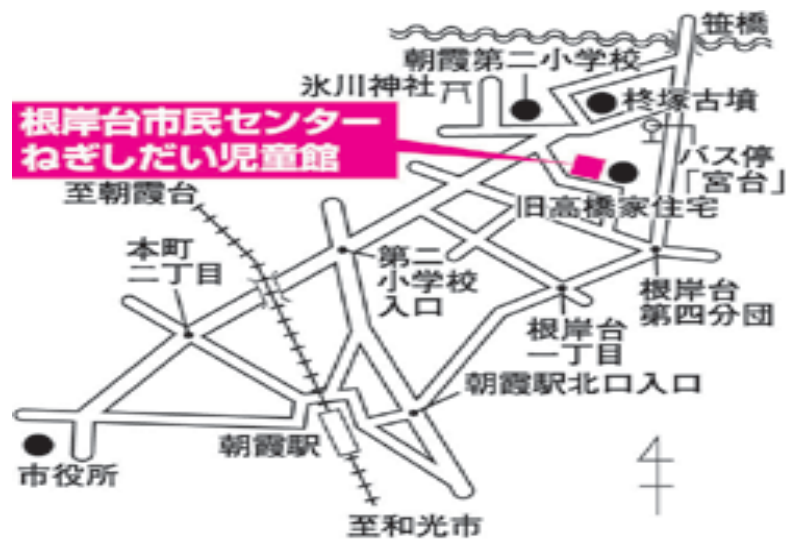 笹橋
朝霞第二小学校
氷川神社
柊塚古墳
根岸台市民センター
ねぎしだい児童館
バス停
「宮台」
至朝霞台
旧高橋家住宅
本町
二丁目
第二
小学校
入口
根岸台
第四分団
根岸台
一丁目
朝霞駅北口入口
朝霞駅
市役所
至和光市